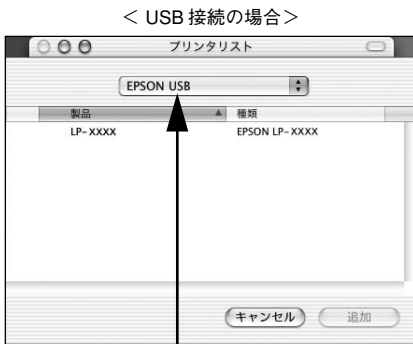 ＜ USB 接続の場合＞
プリンタリスト
EPSON USB
製品 種類
LP-XXXX EPSON LP-XXXX
キャンセル 追加